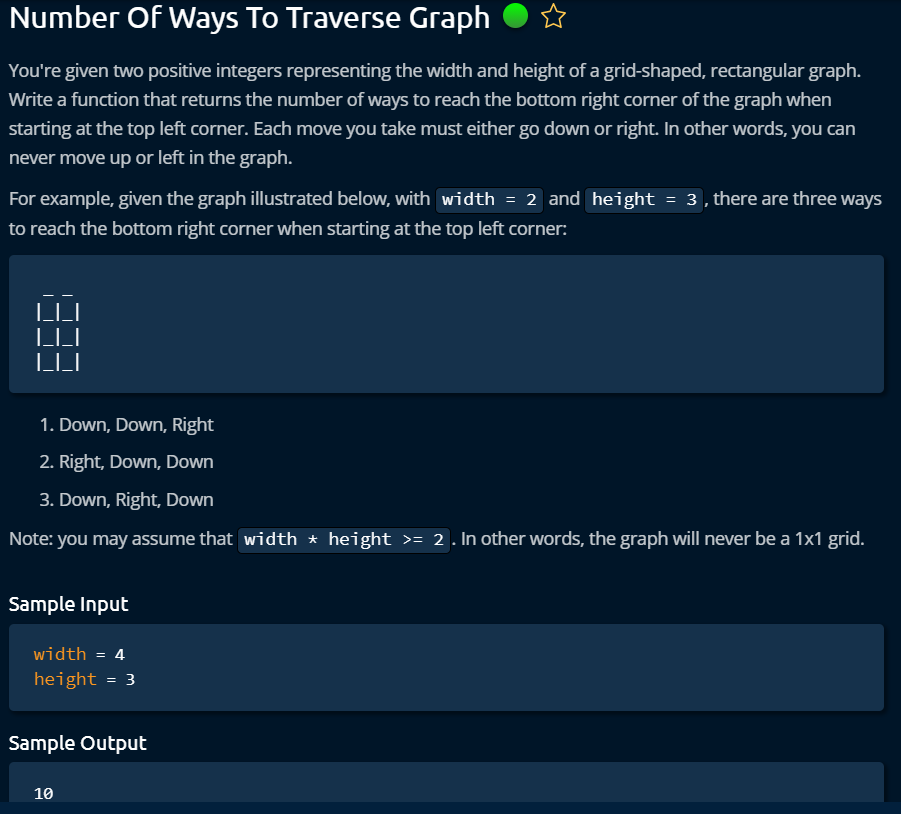 Number Of Ways To Traverse Graph
You're given two positive integers representing the width and height of a grid-shaped, rectangular graph.
Write a function that returns the number of ways to reach the bottom right corner of the graph when
starting at the top left corner. Each move you take must either go down or right. In other words, you can
never move up or left in the graph.
For example, given the graph illustrated below, with width = 2 and height = 3, there are three ways
to reach the bottom right corner when starting at the top left corner:
 _ _
|_|_|
|_|_|
|_|_|
1. Down, Down, Right
2. Right, Down, Down
3. Down, Right, Down
Note: you may assume that width * height >= 2. In other words, the graph will never be a 1x1 grid.
Sample Input
width = 4
height = 3
Sample Output
10